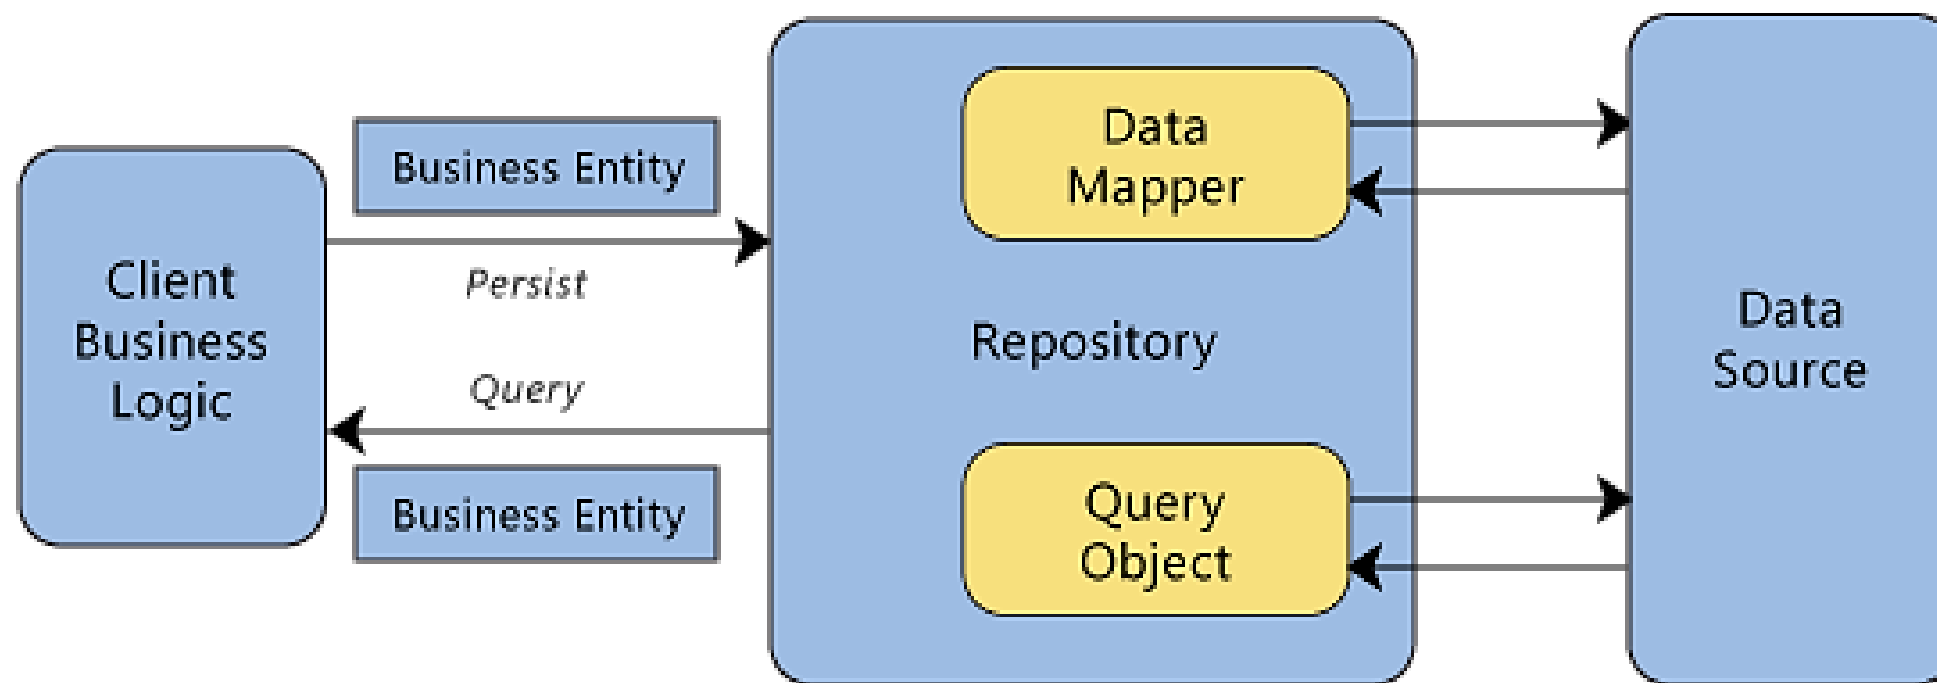 Client
Business
Logic
Business Entity
Persist
Query
Business Entity
Data
Mapper
Repository
Query
Object
Data
Source